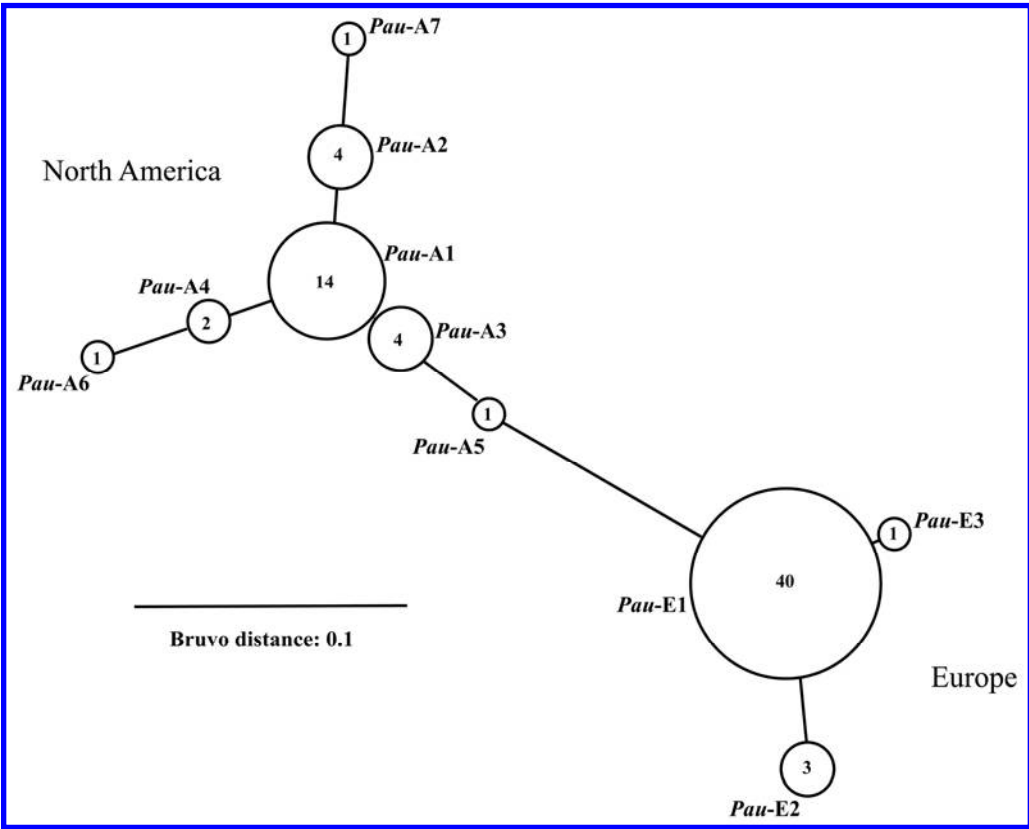 1
Pau-A7
4
Pau-A2
North America
Pau-A1
14
Pau-A4
2
Pau-A3
4
1
Pau-A6
1
Pau-A5
Pau-E3
1
40
Pau-E1
Bruvo distance: 0.1
Europe
3
Pau-E2